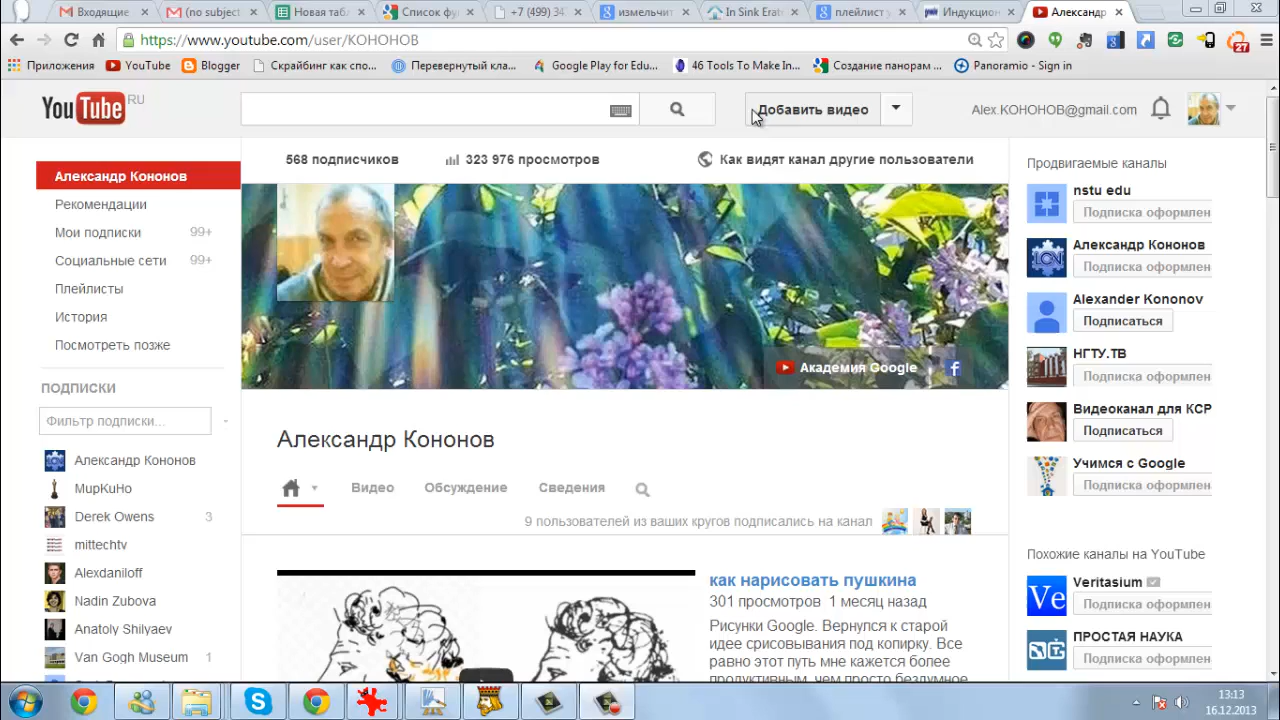 Входящие
(no subject
Новая таб
Список фу
+7 (499) 34
измельчит
In Sink Erat
плейлист
Индукцион
Александр
https://www.youtube.com/user/КОНОНОВ
27
Приложения
YouTube
Blogger
Скрайбинг как спо...
Перевернутый кла...
Google Play for Edu...
46 Tools To Make In...
Создание панорам ...
Panoramio - Sign in
YouTube RU
Добавить видео
Alex.КОНОНОВ@gmail.com
568 подписчиков
323 976 просмотров
Как видят канал другие пользователи
Александр Кононов
Рекомендации
Мои подписки 99+
Социальные сети 99+
Плейлисты
История
Посмотреть позже
ПОДПИСКИ
Фильтр подписки...
Александр Кононов
МирКиНо
Derek Owens 3
mittechtv
Alexdaniloff
Nadin Zubova
Anatoly Shilyaev
Van Gogh Museum 1
Академия Google
Александр Кононов
Видео
Обсуждение
Сведения
9 пользователей из ваших кругов подписались на канал
как нарисовать пушкина
301 просмотров 1 месяц назад
Рисунки Google. Вернулся к старой
идее срисовывания под копирку. Все
равно этот путь мне кажется более
продуктивным, чем просто бездумное
Продвигаемые каналы
nstu edu
Подписка оформлен
Александр Кононов
Подписка оформлен
Alexander Kononov
Подписаться
НГТУ.ТВ
Подписка оформлен
Видеоканал для КСР
Подписаться
Учимся с Google
Подписка оформлен
Похожие каналы на YouTube
Ve
Veritasium
Подписка оформлен
ПРОСТАЯ НАУКА
Подписка оформлен
13:13
16.12.2013